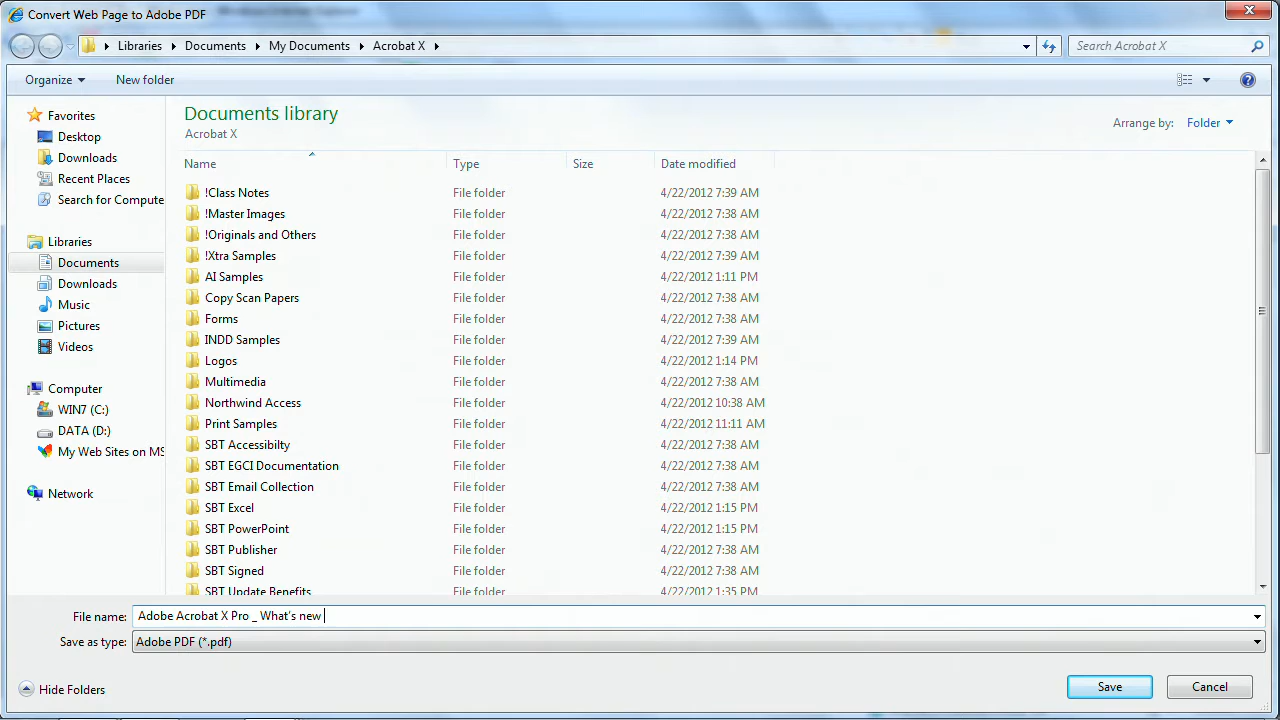 Convert Web Page to Adobe PDF
Libraries Documents My Documents Acrobat X Search Acrobat X
Organize New folder
Documents library
Acrobat X
Arrange by: Folder
Name Type Size Date modified
Favorites
Desktop
Downloads
Recent Places
Search for Compute
Libraries
Documents
Downloads
Music
Pictures
Videos
Computer
WIN7 (C:)
DATA (D:)
My Web Sites on MS
Network
!Class Notes File folder 4/22/2012 7:39 AM
!Master Images File folder 4/22/2012 7:38 AM
!Originals and Others File folder 4/22/2012 7:38 AM
!Xtra Samples File folder 4/22/2012 7:39 AM
AI Samples File folder 4/22/2012 1:11 PM
Copy Scan Papers File folder 4/22/2012 7:38 AM
Forms File folder 4/22/2012 7:38 AM
INDD Samples File folder 4/22/2012 7:39 AM
Logos File folder 4/22/2012 1:14 PM
Multimedia File folder 4/22/2012 7:38 AM
Northwind Access File folder 4/22/2012 10:38 AM
Print Samples File folder 4/22/2012 11:11 AM
SBT Accessibilty File folder 4/22/2012 7:38 AM
SBT EGCI Documentation File folder 4/22/2012 7:38 AM
SBT Email Collection File folder 4/22/2012 7:38 AM
SBT Excel File folder 4/22/2012 1:15 PM
SBT PowerPoint File folder 4/22/2012 1:15 PM
SBT Publisher File folder 4/22/2012 7:38 AM
SBT Signed File folder 4/22/2012 7:38 AM
SBT Update Benefits File folder 4/22/2012 1:35 PM
File name: Adobe Acrobat X Pro _ What's new
Save as type: Adobe PDF (*.pdf)
Hide Folders Save Cancel